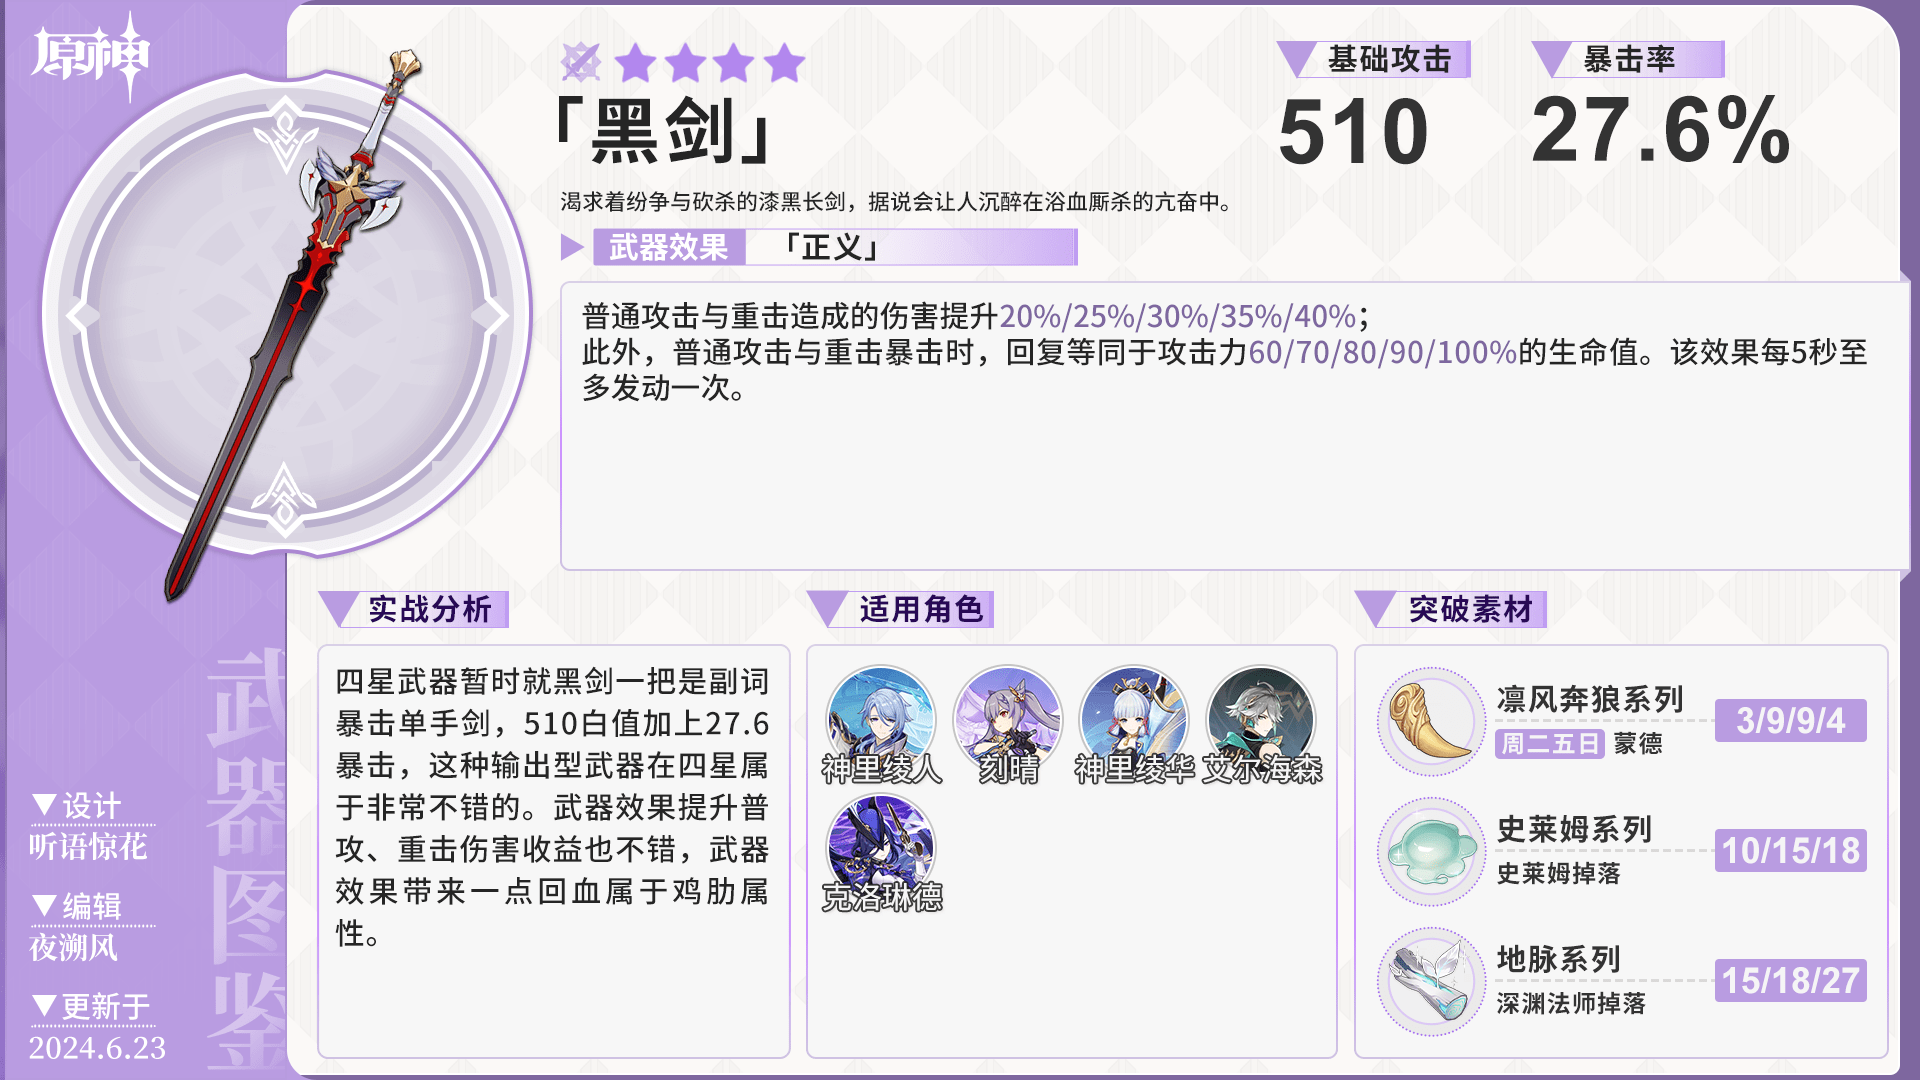 原神
「黑剑」
基础攻击
510
暴击率
27.6%
渴求着纷争与砍杀的漆黑长剑，据说会让人沉醉在浴血厮杀的亢奋中。
武器效果
「正义」
普通攻击与重击造成的伤害提升20%/25%/30%/35%/40%；
此外，普通攻击与重击暴击时，回复等同于攻击力60/70/80/90/100%的生命值。该效果每5秒至
多发动一次。
实战分析
四星武器暂时就黑剑一把是副词
暴击单手剑，510白值加上27.6
暴击，这种输出型武器在四星属
于非常不错的。武器效果提升普
攻、重击伤害收益也不错，武器
效果带来一点回血属于鸡肋属
性。
适用角色
神里绫人
刻晴
神里绫华
艾尔海森
克洛琳德
突破素材
凛风奔狼系列
周二五日 蒙德
3/9/9/4
史莱姆系列
史莱姆掉落
10/15/18
地脉系列
深渊法师掉落
15/18/27
武器图鉴
▼设计
听语惊花
▼编辑
夜溯风
▼更新于
2024.6.23